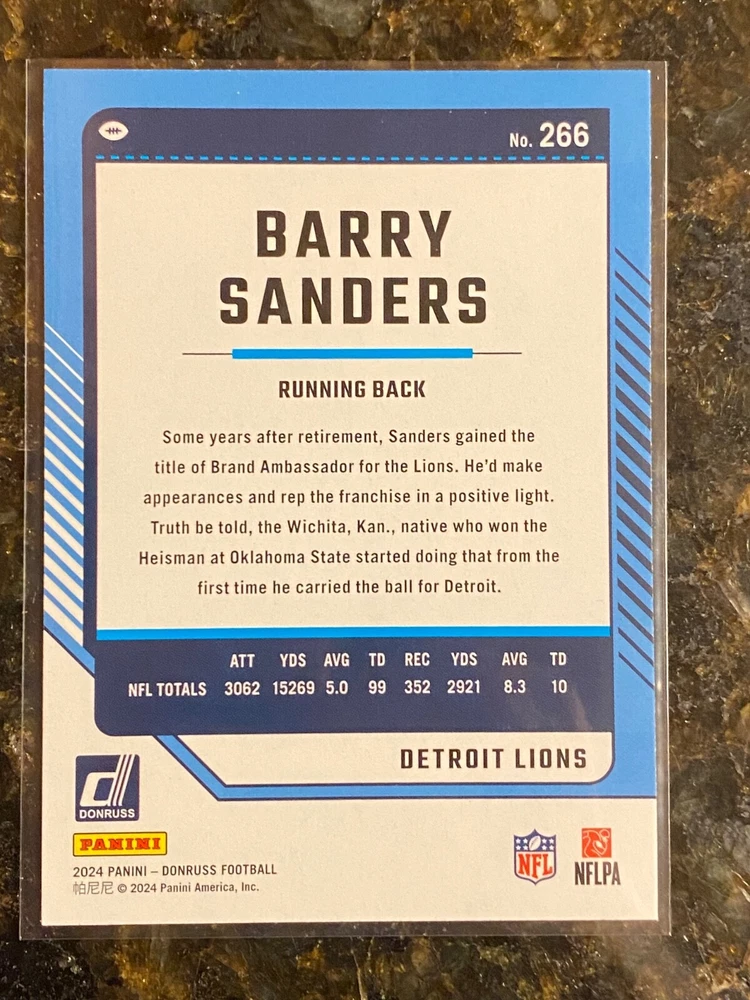 No. 266
BARRY
SANDERS
RUNNING BACK
Some years after retirement, Sanders gained the
title of Brand Ambassador for the Lions. He'd make
appearances and rep the franchise in a positive light.
Truth be told, the Wichita, Kan., native who won the
Heisman at Oklahoma State started doing that from the
first time he carried the ball for Detroit.
ATT YDS AVG TD REC YDS AVG TD
NFL TOTALS 3062 15269 5.0 99 352 2921 8.3 10
DETROIT LIONS
DONRUSS
PANINI
2024 PANINI – DONRUSS FOOTBALL
帕尼尼 © 2024 Panini America, Inc.
NFL
NFLPA